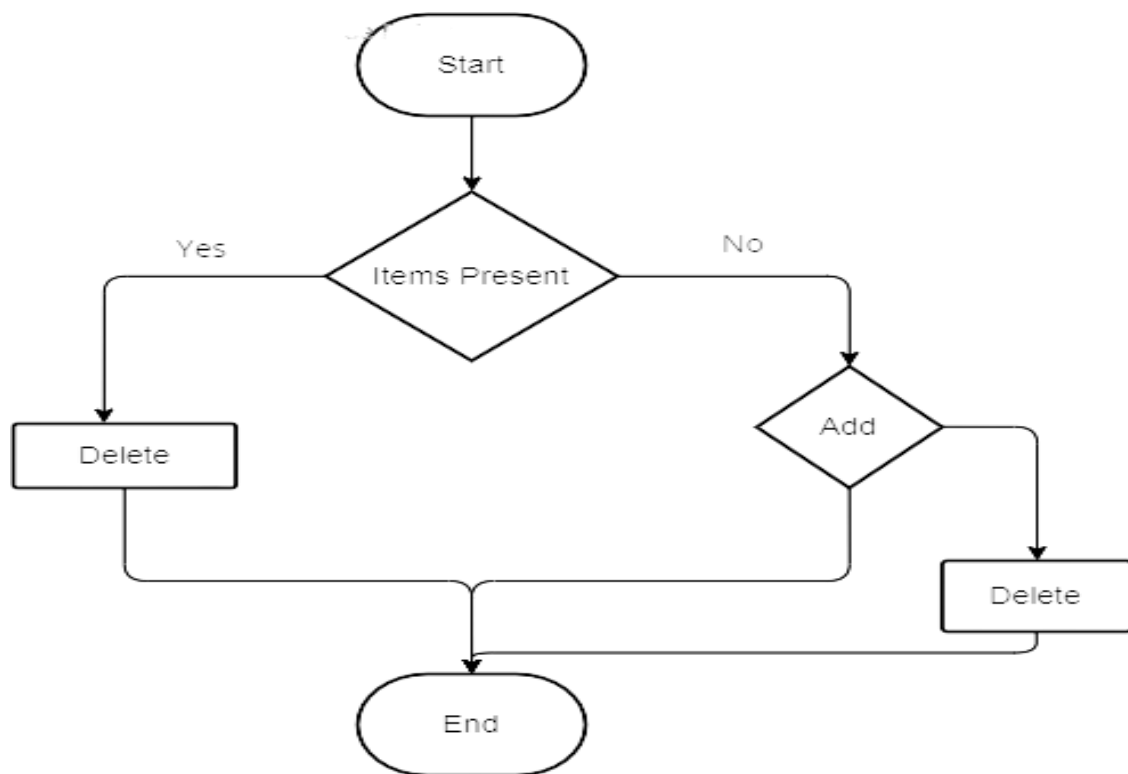 Start
Yes
No
Items Present
Add
Delete
Delete
End